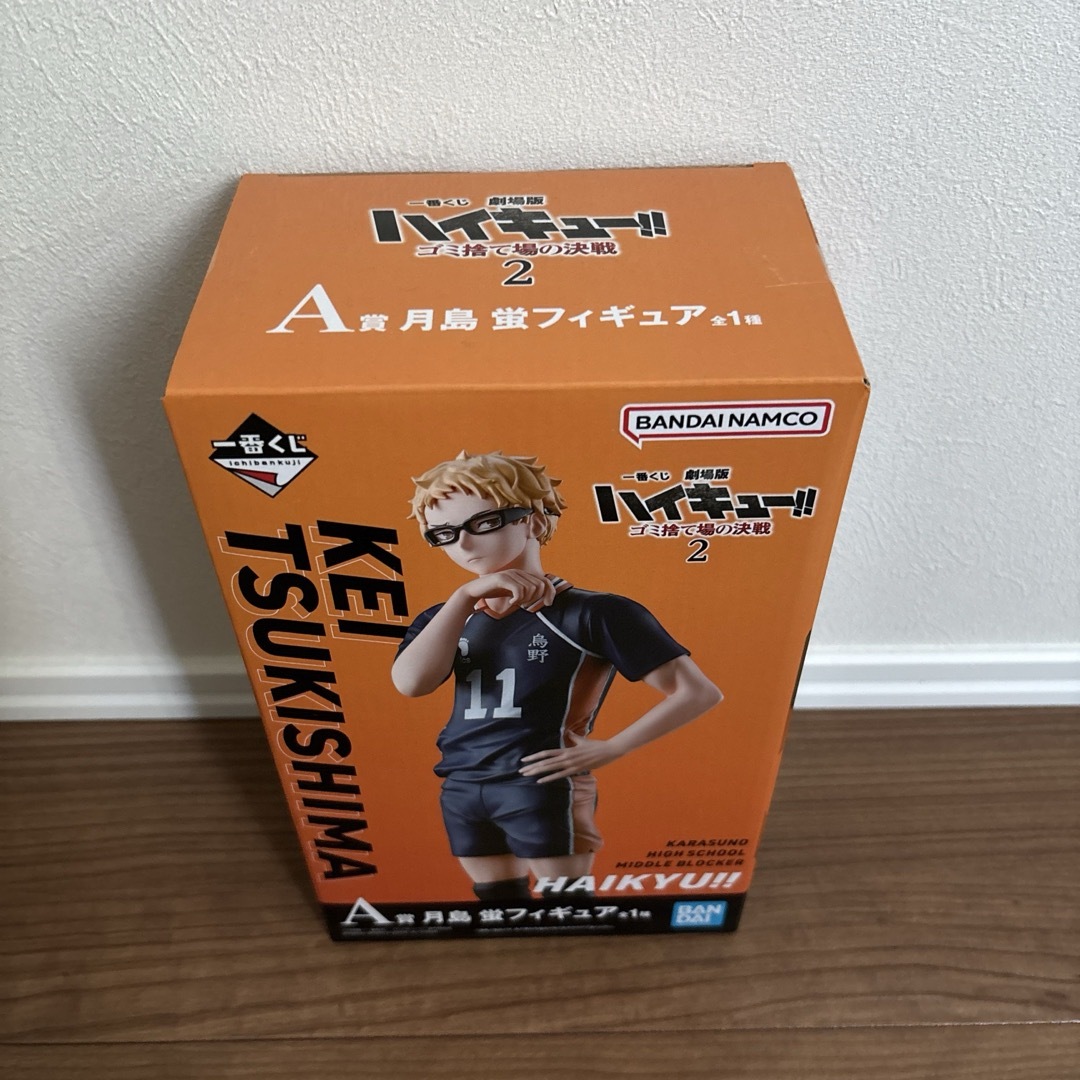 一番くじ 劇場版
ハイキュー!!
ゴミ捨て場の決戦
2
A賞 月島 蛍フィギュア 全1種
一番くじ
ichibankuji
BANDAI NAMCO
一番くじ 劇場版
ハイキュー!!
ゴミ捨て場の決戦
2
KEI
TSUKISHIMA
烏野
11
KARASUNO
HIGH SCHOOL
MIDDLE BLOCKER
HAIKYU!!
A賞 月島 蛍フィギュア 全1種
BAN
DAI